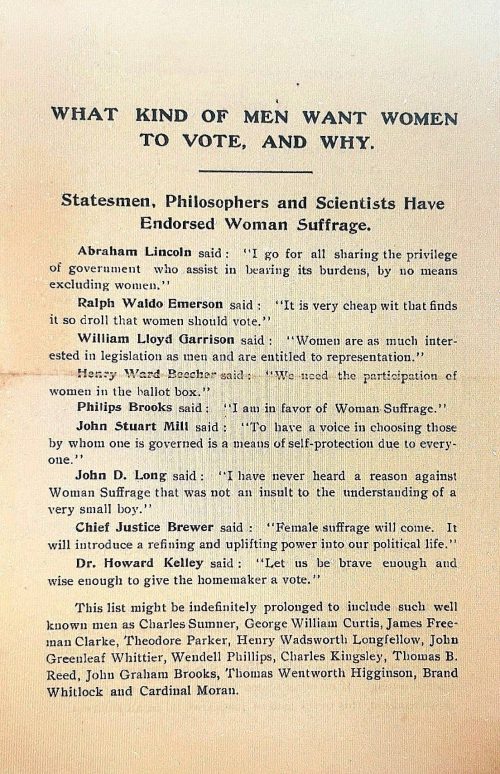 WHAT KIND OF MEN WANT WOMEN
TO VOTE, AND WHY.
Statesmen, Philosophers and Scientists Have
Endorsed Woman Suffrage.
Abraham Lincoln said: "I go for all sharing the privilege
of government who assist in bearing its burdens, by no means
excluding women."
Ralph Waldo Emerson said: "It is very cheap wit that finds
it so droll that women should vote."
William Lloyd Garrison said: "Women are as much inter-
ested in legislation as men and are entitled to representation."
Henry Ward Beecher said: "We need the participation of
women in the ballot box."
Philips Brooks said: "I am in favor of Woman Suffrage."
John Stuart Mill said: "To have a voice in choosing those
by whom one is governed is a means of self-protection due to every-
one."
John D. Long said: "I have never heard a reason against
Woman Suffrage that was not an insult to the understanding of a
very small boy."
Chief Justice Brewer said: "Female suffrage will come. It
will introduce a refining and uplifting power into our political life."
Dr. Howard Kelley said: "Let us be brave enough and
wise enough to give the homemaker a vote."
This list might be indefinitely prolonged to include such well
known men as Charles Sumner, George William Curtis, James Free-
man Clarke, Theodore Parker, Henry Wadsworth Longfellow, John
Greenleaf Whittier, Wendell Phillips, Charles Kingsley, Thomas B.
Reed, John Graham Brooks, Thomas Wentworth Higginson, Brand
Whitlock and Cardinal Moran.